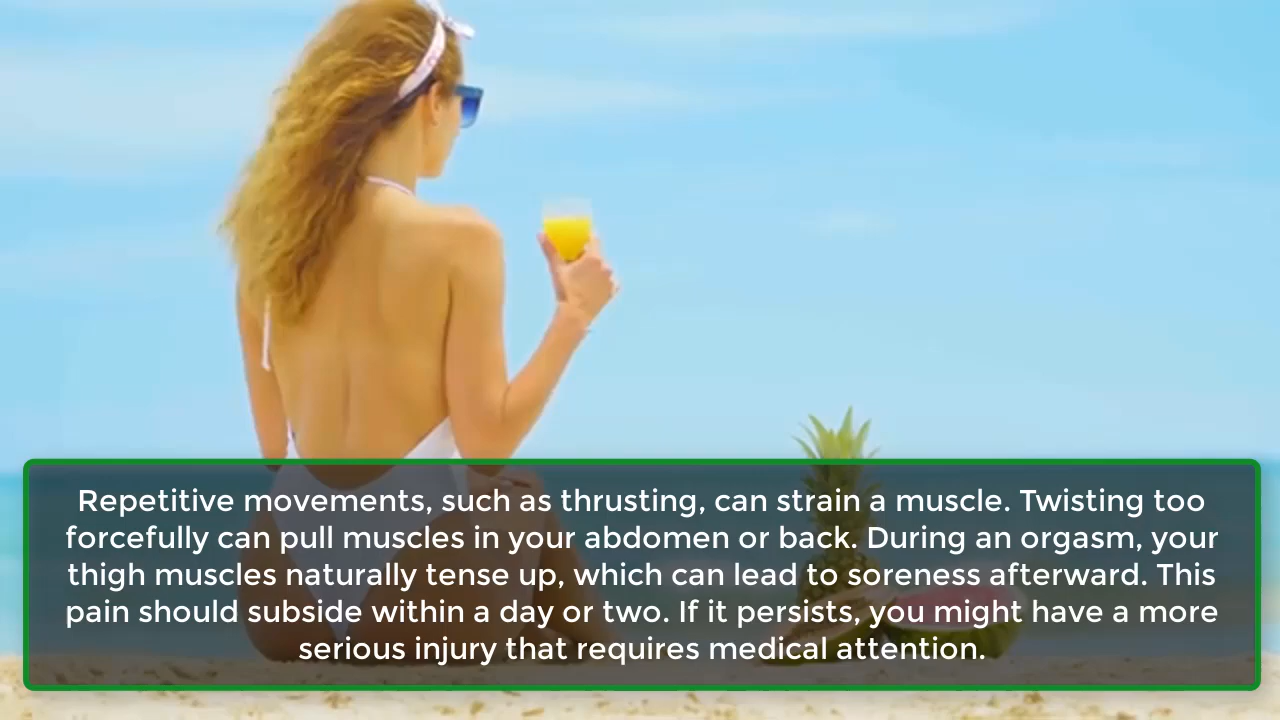 Repetitive movements, such as thrusting, can strain a muscle. Twisting too
forcefully can pull muscles in your abdomen or back. During an orgasm, your
thigh muscles naturally tense up, which can lead to soreness afterward. This
pain should subside within a day or two. If it persists, you might have a more
serious injury that requires medical attention.